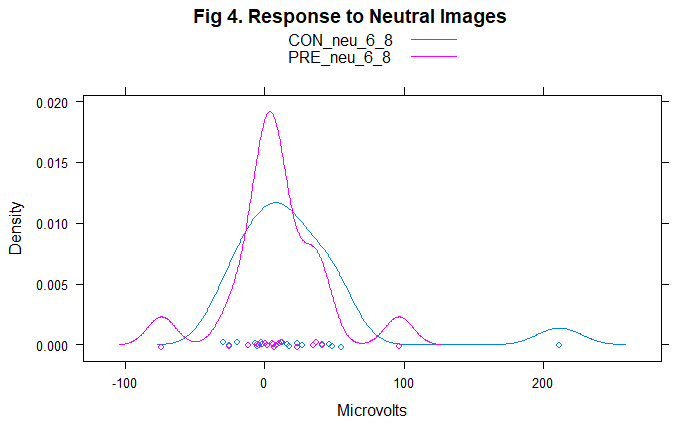 Fig 4. Response to Neutral Images
CON_neu_6_8
PRE_neu_6_8
0.020
0.015
0.010
0.005
0.000
Density
-100
0
100
200
Microvolts